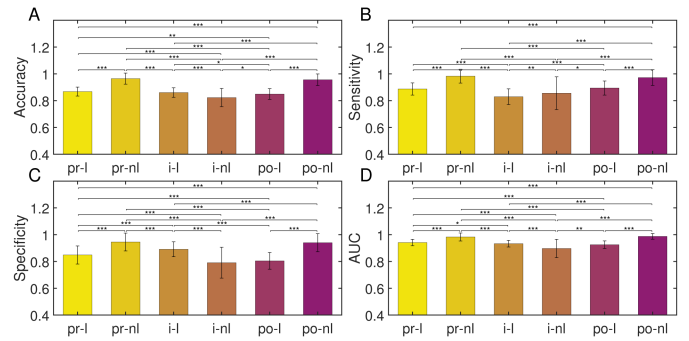 A
***
**
***
***
***
***
***
*
***
***
***
***
*
***
Accuracy
1.2
1
0.8
0.6
0.4
pr-l
pr-nl
i-l
i-nl
po-l
po-nl
B
***
***
***
***
***
***
***
***
**
*
***
Sensitivity
1.2
1
0.8
0.6
0.4
pr-l
pr-nl
i-l
i-nl
po-l
po-nl
C
***
***
***
***
***
***
***
***
***
***
***
***
Specificity
1.2
1
0.8
0.6
0.4
pr-l
pr-nl
i-l
i-nl
po-l
po-nl
D
***
***
***
***
***
***
*
***
***
***
**
***
AUC
1.2
1
0.8
0.6
0.4
pr-l
pr-nl
i-l
i-nl
po-l
po-nl